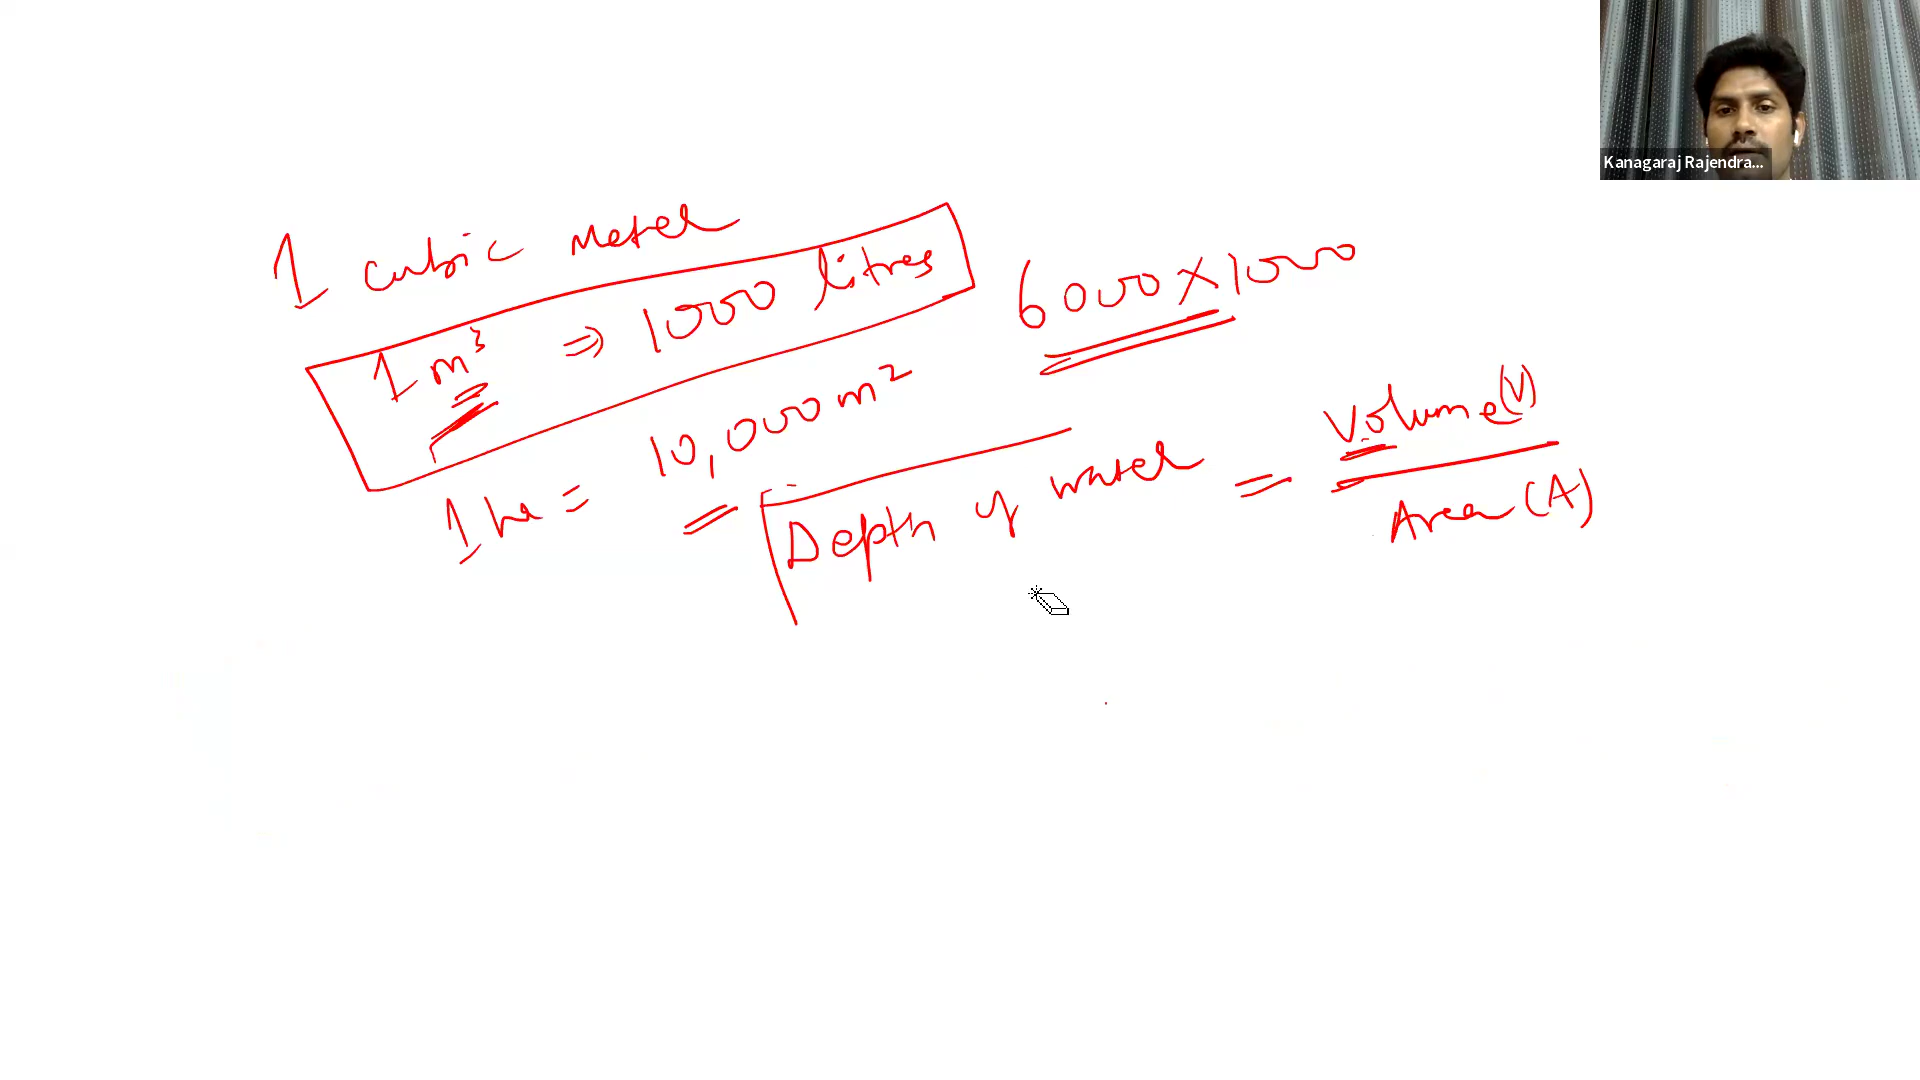 Kanagaraj Rajendra...
1 cubic meter
1 m³ ⇒ 1000 litres
6000 × 1000
1 ha = 10,000 m²
Depth of water = Volume (V)
Area (A)